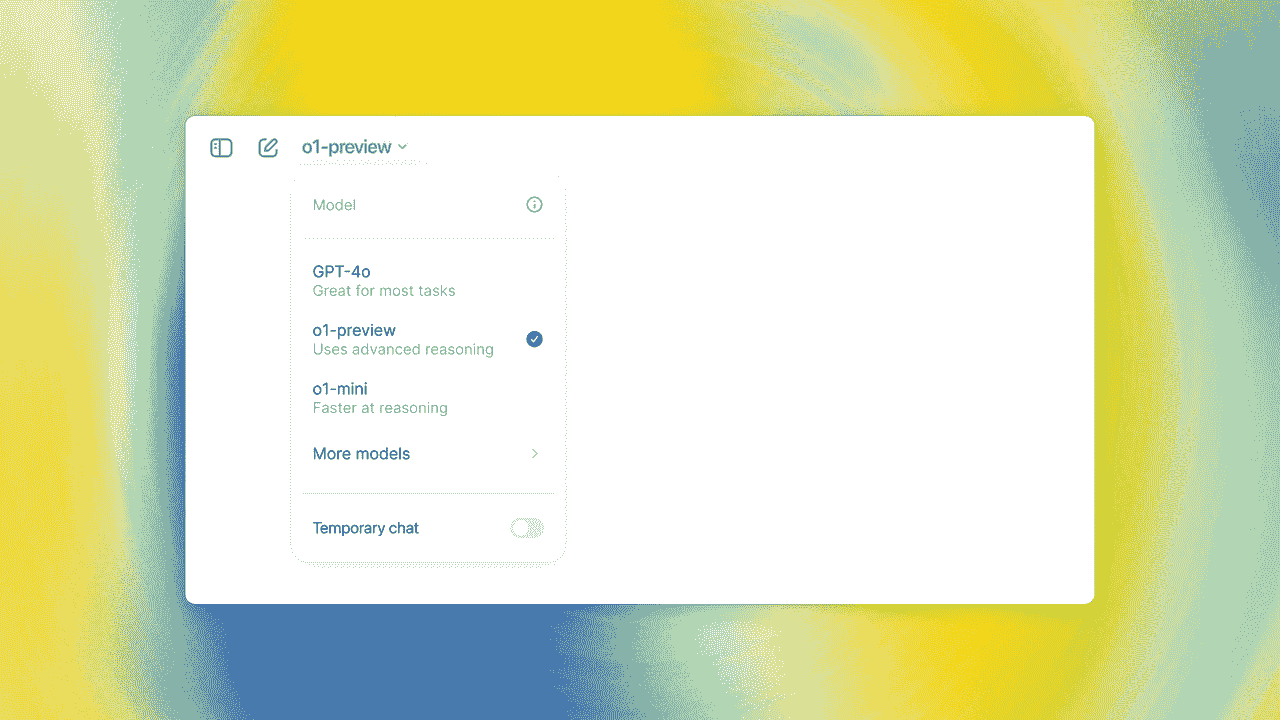 o1-preview
Model
GPT-4o
Great for most tasks
o1-preview
Uses advanced reasoning
o1-mini
Faster at reasoning
More models
Temporary chat